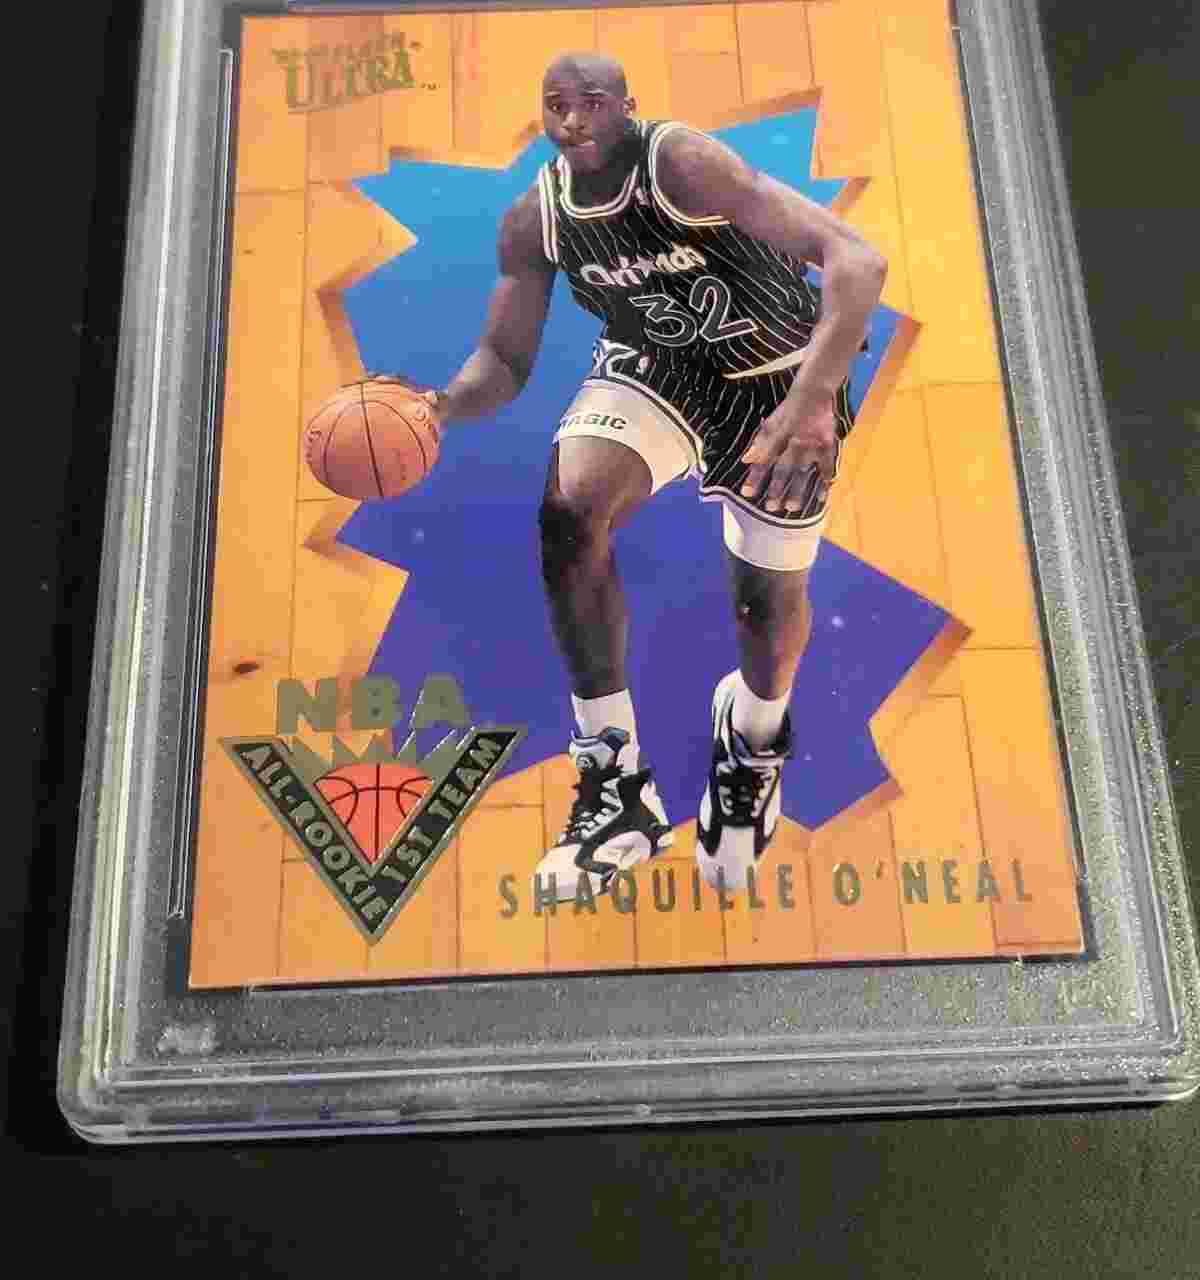 ULTRA
Orlando
32
MAGIC
NBA
ALL-ROOKIE
1ST TEAM
SHAQUILLE O'NEAL